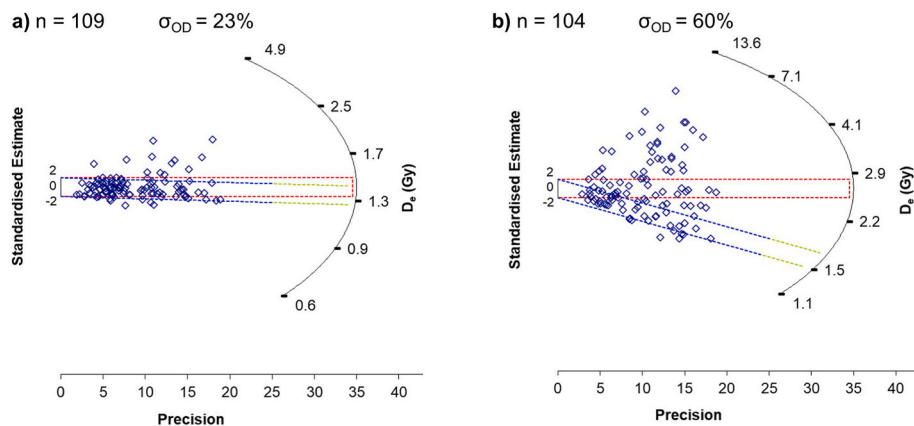 a) n = 109 σOD = 23%
4.9
2.5
1.7
1.3
0.9
0.6
De (Gy)
Standardised Estimate
2
0
-2
0 5 10 15 20 25 30 35 40
Precision
b) n = 104 σOD = 60%
13.6
7.1
4.1
2.9
2.2
1.5
1.1
De (Gy)
Standardised Estimate
2
0
-2
0 5 10 15 20 25 30 35 40
Precision